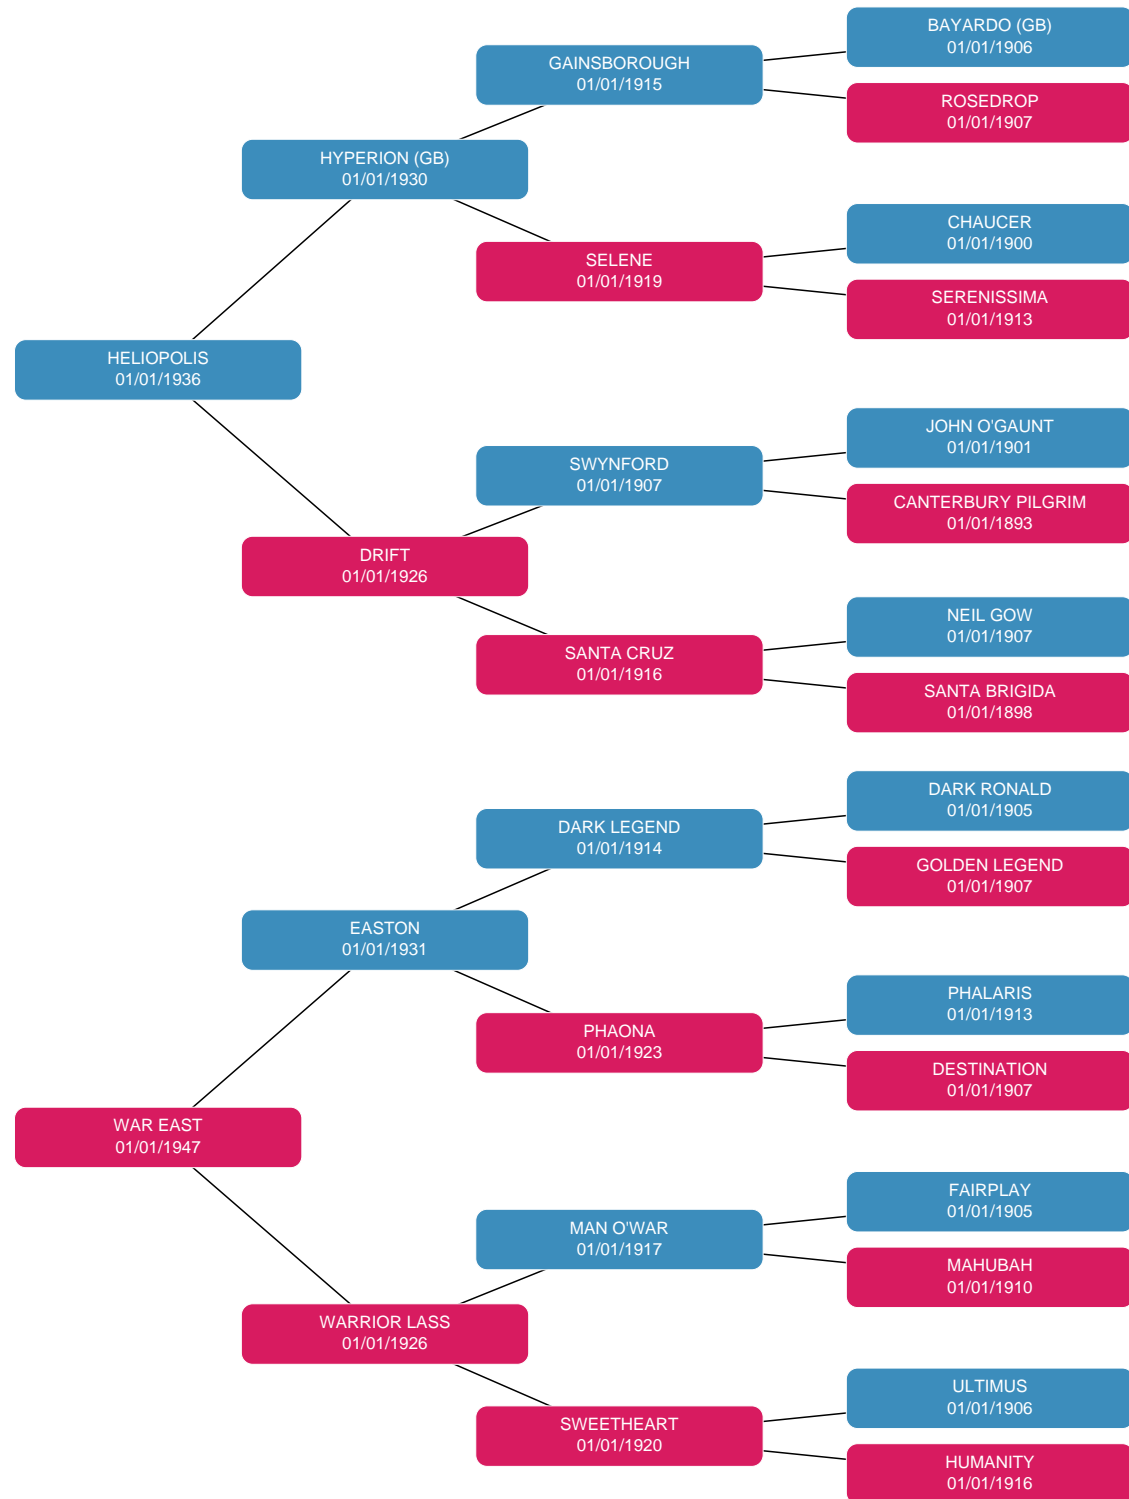 BAYARDO (GB)
01/01/1906
GAINSBOROUGH
01/01/1915
ROSEDROP
01/01/1907
HYPERION (GB)
01/01/1930
CHAUCER
01/01/1900
SELENE
01/01/1919
SERENISSIMA
01/01/1913
HELIOPOLIS
01/01/1936
JOHN O'GAUNT
01/01/1901
SWYNFORD
01/01/1907
CANTERBURY PILGRIM
01/01/1893
DRIFT
01/01/1926
NEIL GOW
01/01/1907
SANTA CRUZ
01/01/1916
SANTA BRIGIDA
01/01/1898
DARK RONALD
01/01/1905
DARK LEGEND
01/01/1914
GOLDEN LEGEND
01/01/1907
EASTON
01/01/1931
PHALARIS
01/01/1913
PHAONA
01/01/1923
DESTINATION
01/01/1907
WAR EAST
01/01/1947
FAIRPLAY
01/01/1905
MAN O'WAR
01/01/1917
MAHUBAH
01/01/1910
WARRIOR LASS
01/01/1926
ULTIMUS
01/01/1906
SWEETHEART
01/01/1920
HUMANITY
01/01/1916